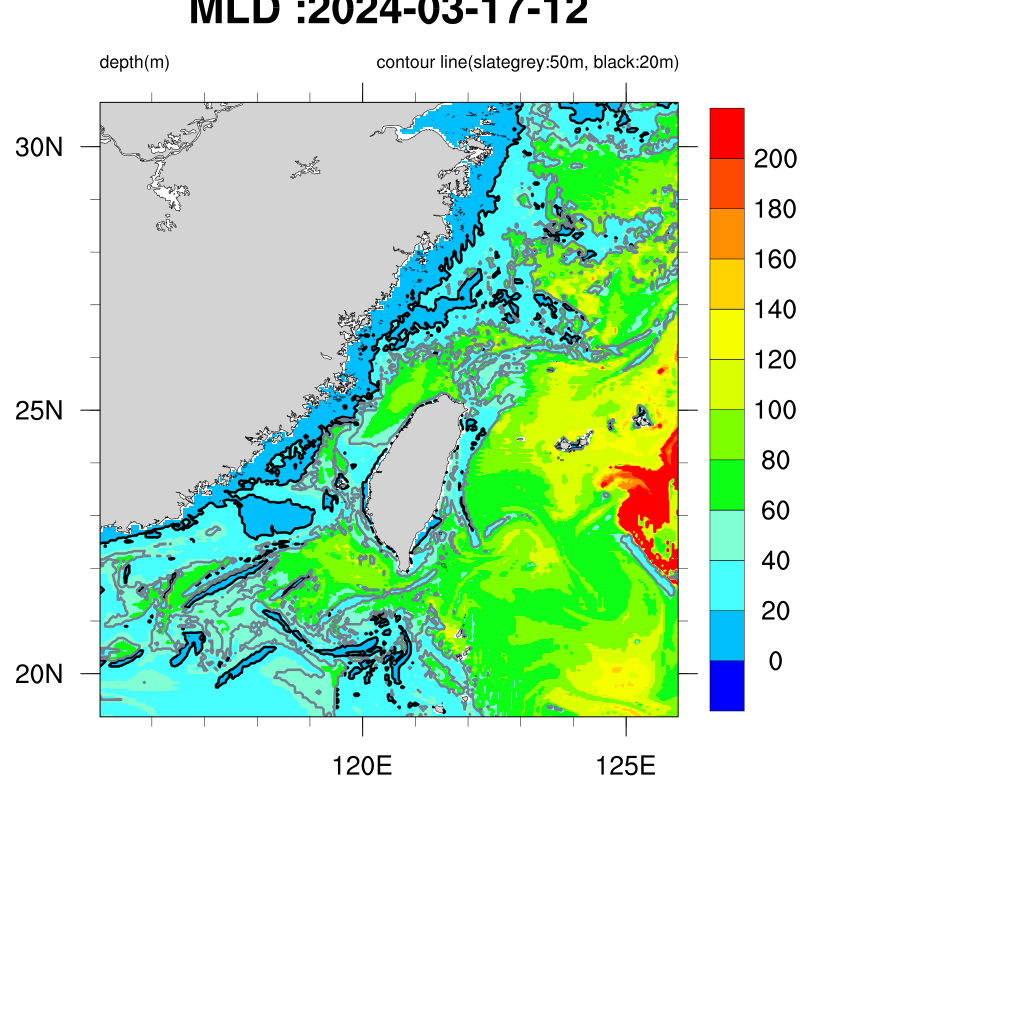 MLD :2024-03-17-12
depth(m)
contour line(slategrey:50m, black:20m)
30N
25N
20N
120E
125E
200
180
160
140
120
100
80
60
40
20
0